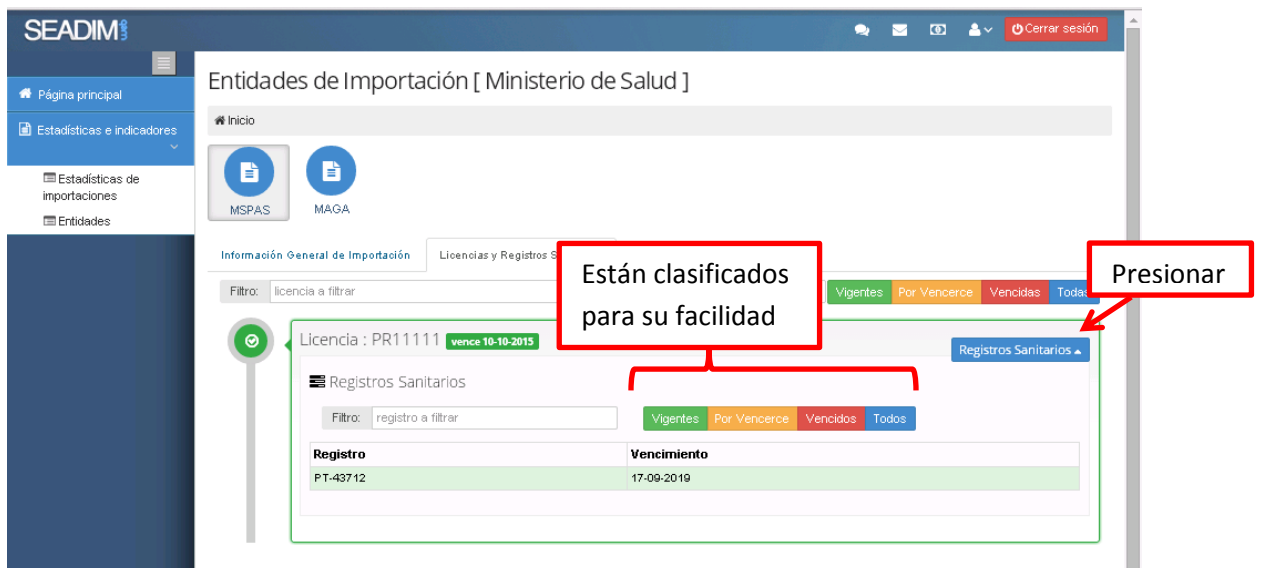 SEADIM web
Cerrar sesión
Página principal
Estadísticas e indicadores
Estadísticas de
importaciones
Entidades
Entidades de Importación [ Ministerio de Salud ]
Inicio
MSPAS
MAGA
Información General de Importación
Licencias y Registros S
Están clasificados
para su facilidad
Presionar
Filtro: licencia a filtrar
Vigentes Por Vencerce Vencidas Todas
Licencia : PR11111 vence 10-10-2015
Registros Sanitarios
Registros Sanitarios
Filtro: registro a filtrar
Vigentes Por Vencerce Vencidos Todos
Registro Vencimiento
PT-43712 17-09-2019